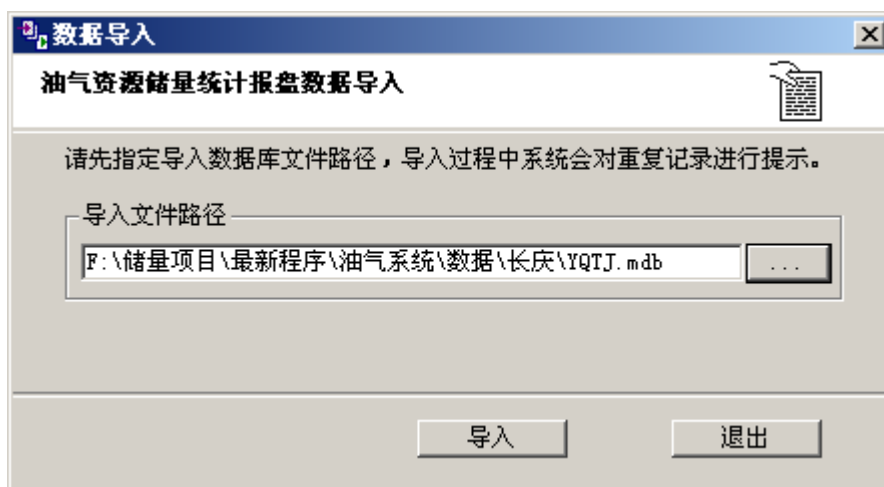 数据导入
油气资源储量统计报盘数据导入
请先指定导入数据库文件路径，导入过程中系统会对重复记录进行提示。
导入文件路径
F:\储量项目\最新程序\油气系统\数据\长庆\YQTJ.mdb
...
导入
退出